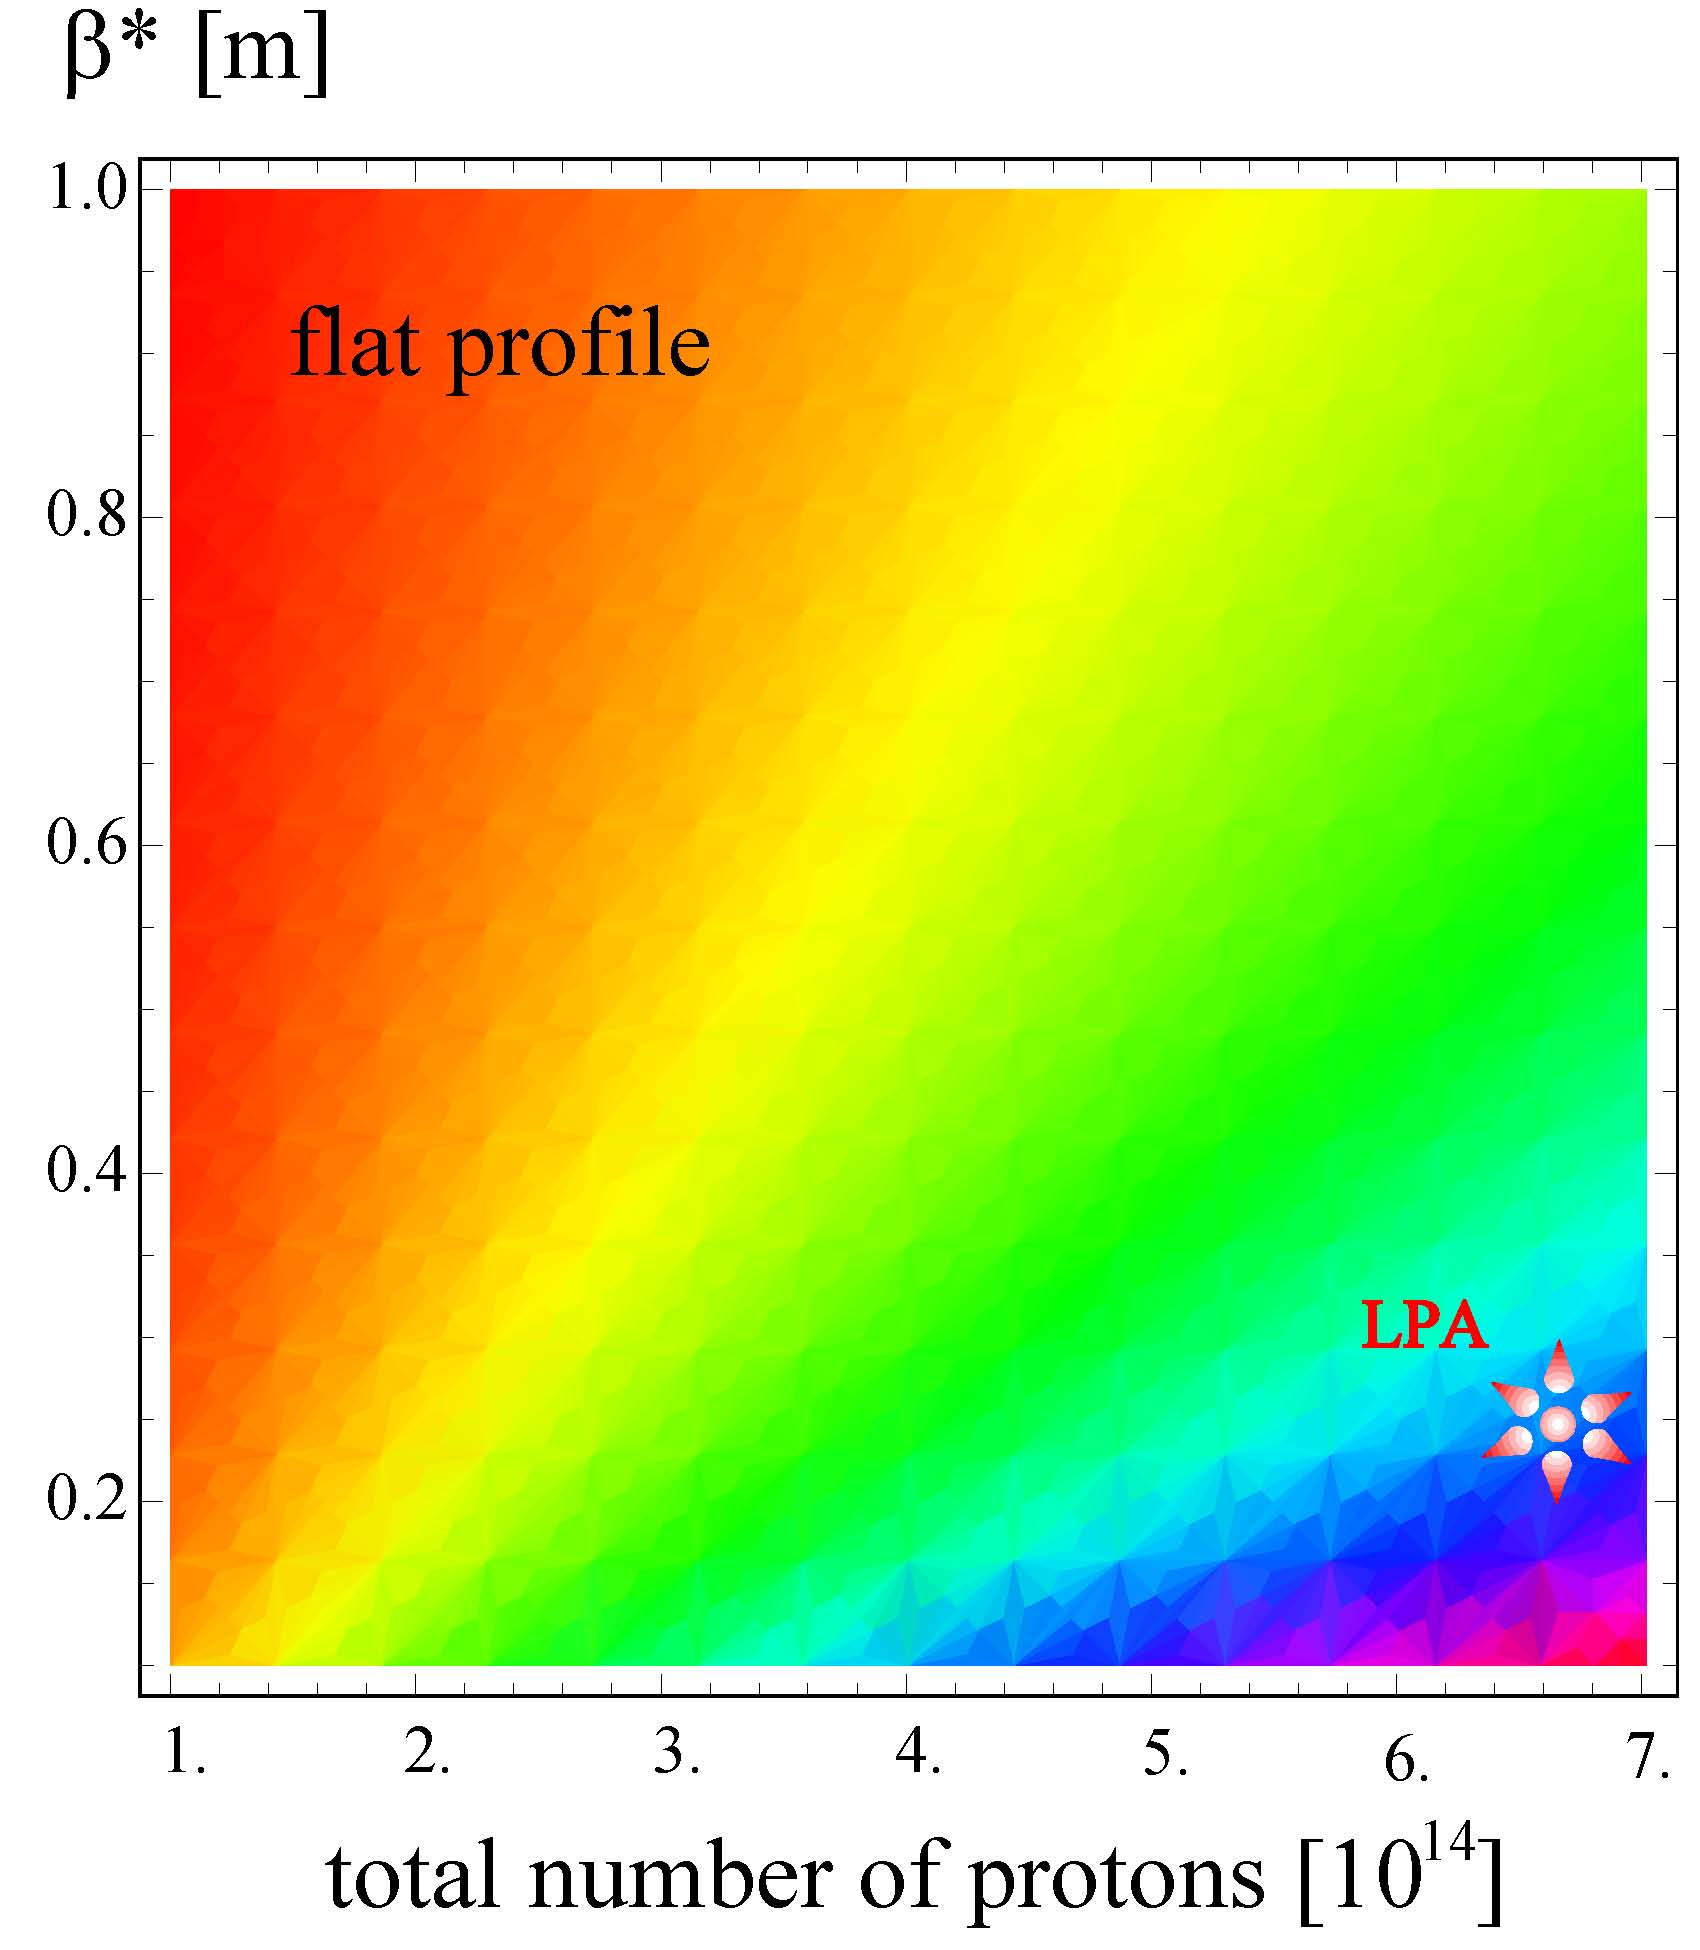 β* [m]
1.0
flat profile
0.8
0.6
0.4
LPA
0.2
1. 2. 3. 4. 5. 6. 7.
total number of protons [10¹⁴]